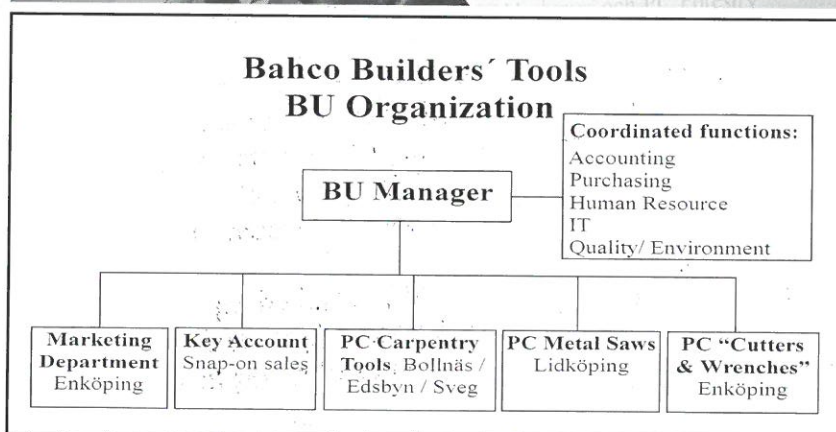 Bahco Builders´ Tools
BU Organization
Coordinated functions:
Accounting
Purchasing
Human Resource
IT
Quality/ Environment
BU Manager
Marketing
Department
Enköping
Key Account
Snap-on sales
PC Carpentry
Tools, Bollnäs /
Edsbyn / Sveg
PC Metal Saws
Lidköping
PC “Cutters
& Wrenches”
Enköping